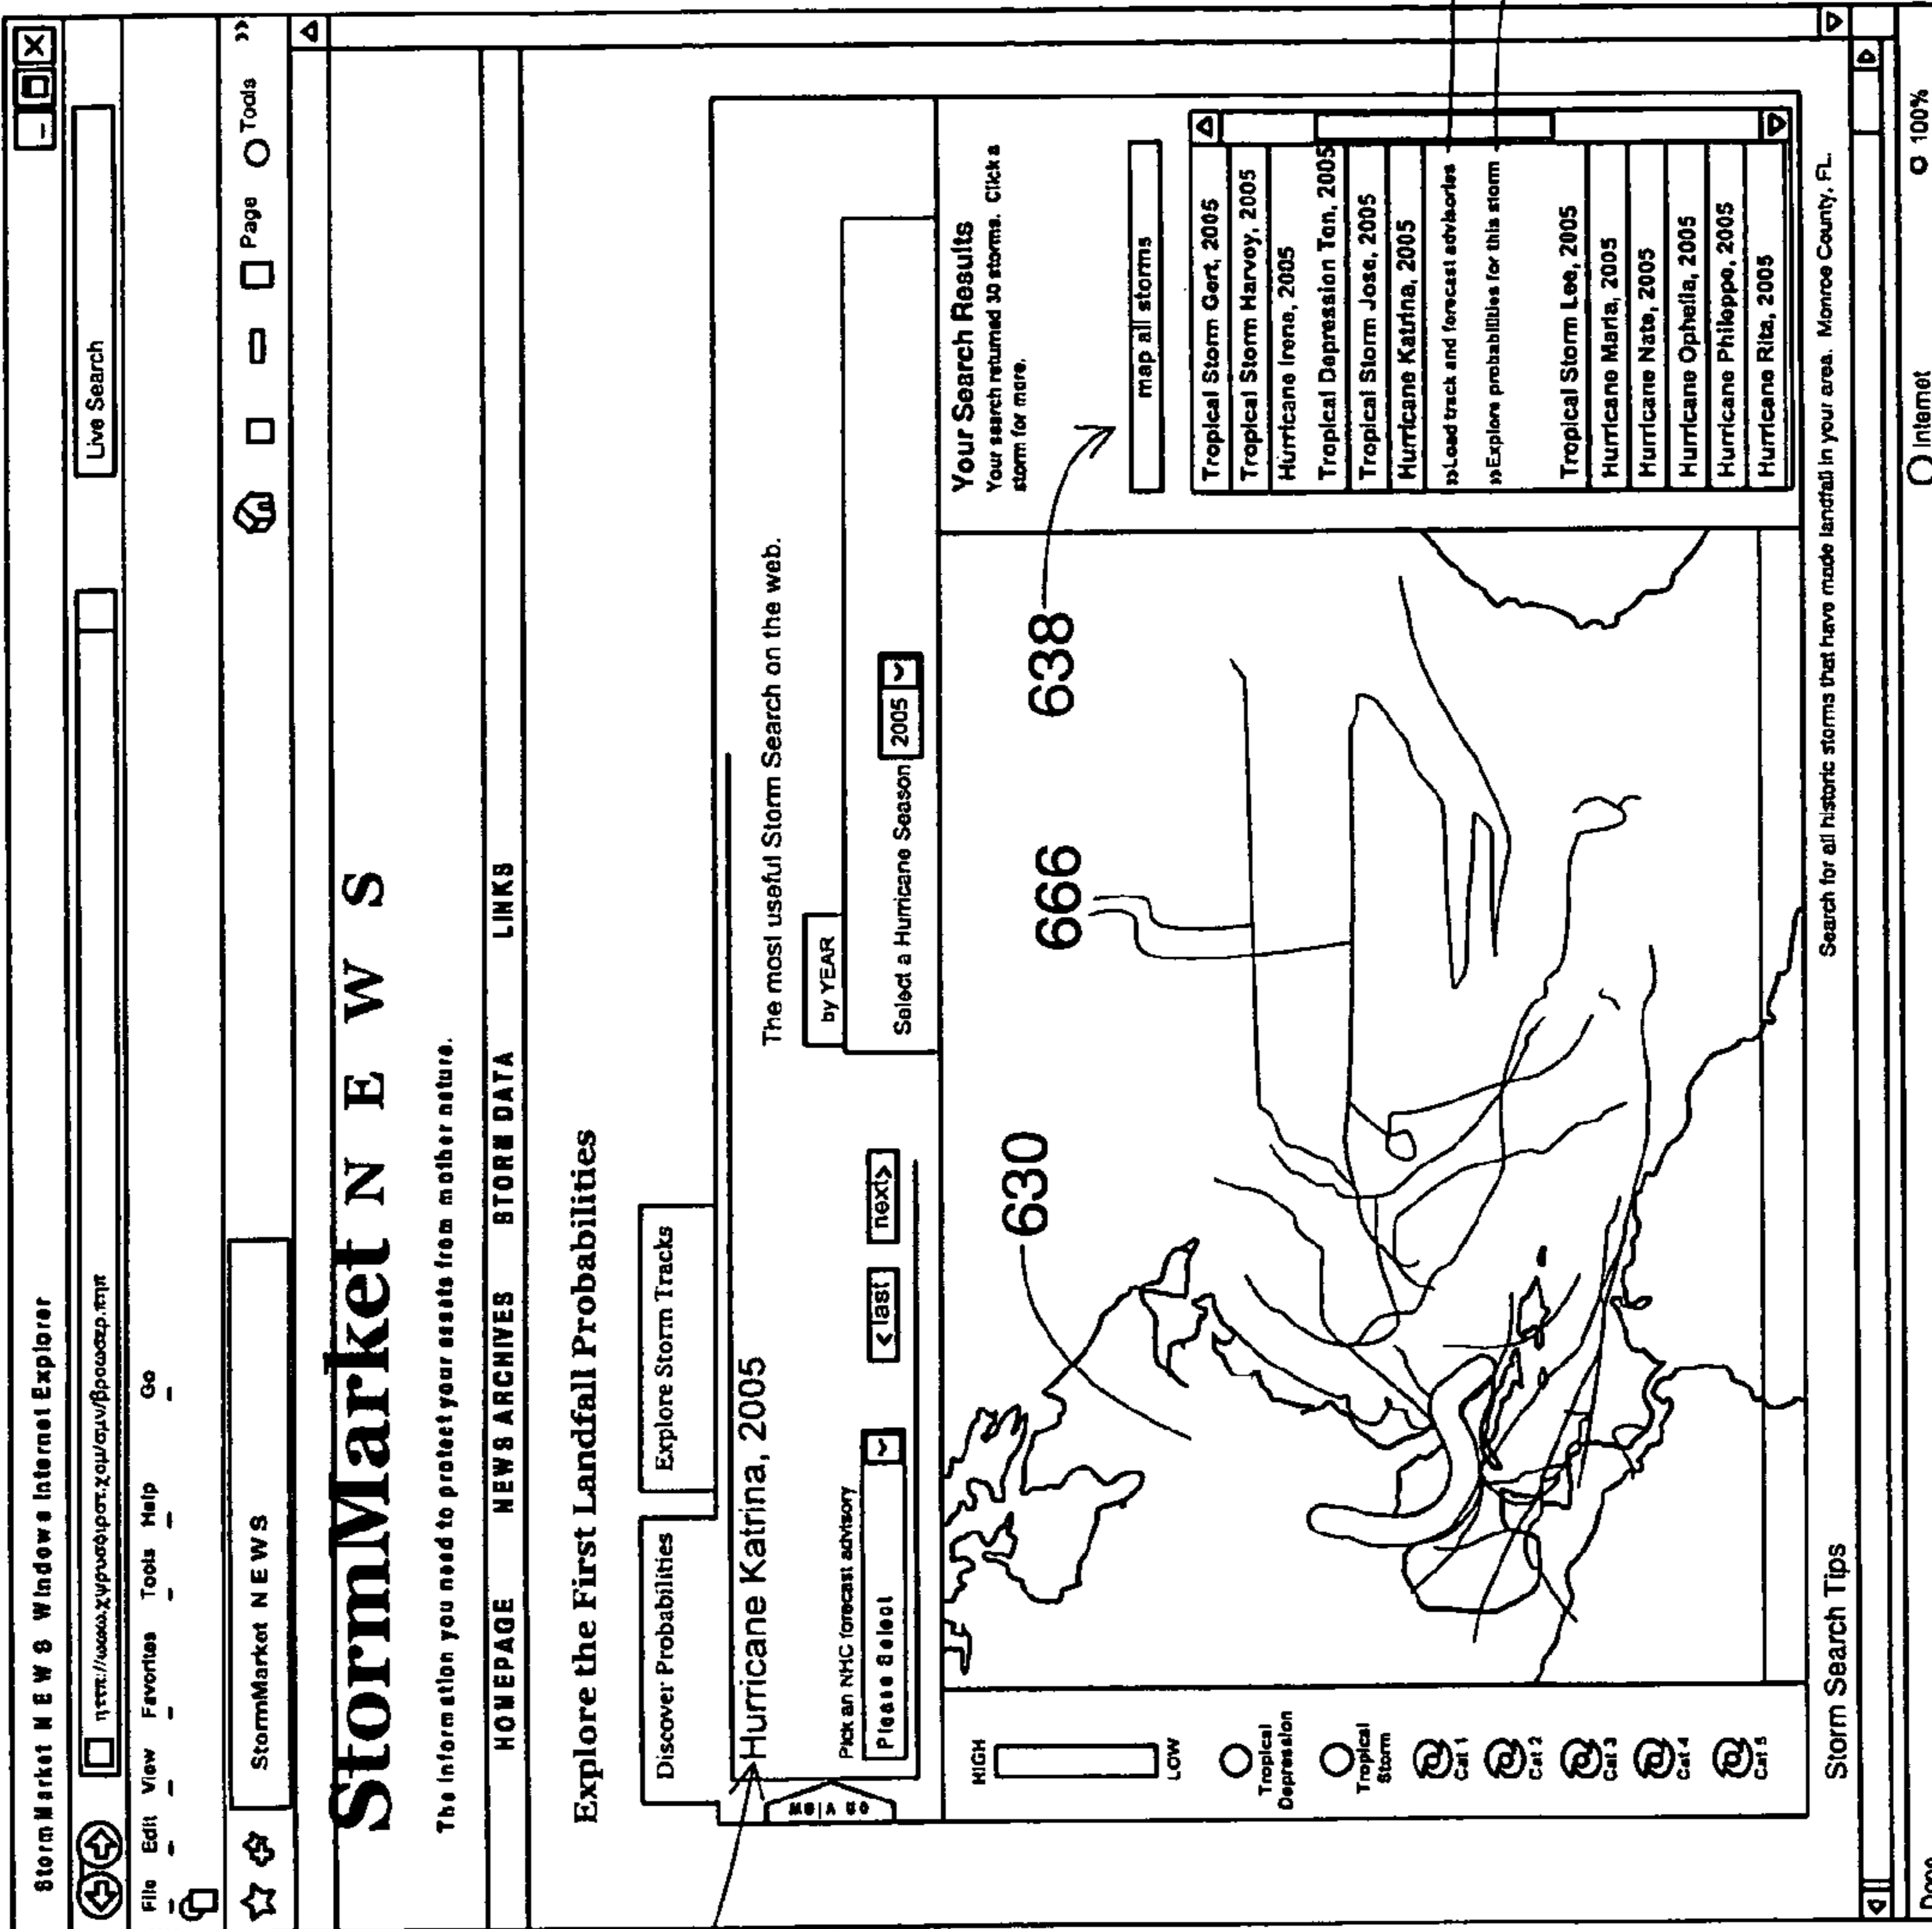 StormMarket N E W S Windows Internet Explorer
ηττπ://ωωω.χψρυσφιρστ.χομ/σμν/βροωσερ.πηπ
Live Search
File Edit View Favorites Tools Help Go
StormMarket N E W S
Page
Tools
»
StormMarket N E W S
The information you need to protect your assets from mother nature.
HOMEPAGE NEWS ARCHIVES STORM DATA LINKS
Explore the First Landfall Probabilities
Discover Probabilities
Explore Storm Tracks
Hurricane Katrina, 2005
The most useful Storm Search on the web.
Pick an NHC forecast advisory
Please Select
< last
next>
by YEAR
Select a Hurricane Season 2005
HIGH
LOW
Tropical
Depression
Tropical
Storm
Cat 1
Cat 2
Cat 3
Cat 4
Cat 5
630
666
638
Your Search Results
Your search returned 30 storms. Click a
storm for more.
map all storms
Tropical Storm Gert, 2005
Tropical Storm Harvey, 2005
Hurricane Irene, 2005
Tropical Depression Ten, 2005
Tropical Storm Jose, 2005
Hurricane Katrina, 2005
»Load track and forecast advisories
»Explore probabilities for this storm
Tropical Storm Lee, 2005
Hurricane Maria, 2005
Hurricane Nate, 2005
Hurricane Ophelia, 2005
Hurricane Philoppe, 2005
Hurricane Rita, 2005
Storm Search Tips
Search for all historic storms that have made landfall in your area. Monroe County, FL.
Done
Internet
100%